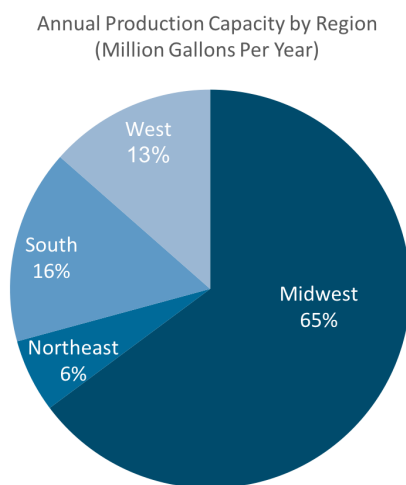 Annual Production Capacity by Region
(Million Gallons Per Year)
West
13%
South
16%
Midwest
65%
Northeast
6%